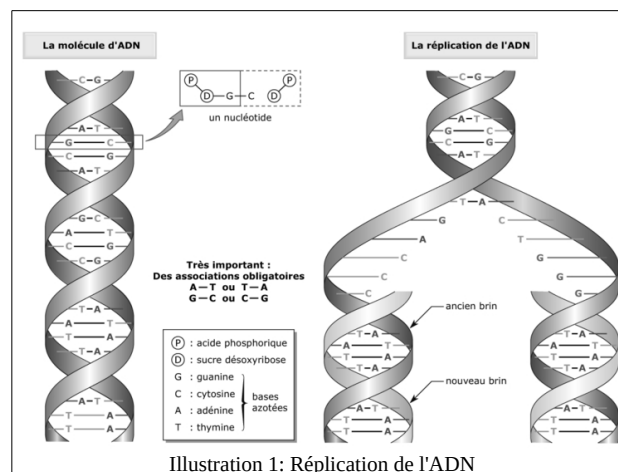 La molécule d'ADN
La réplication de l'ADN
P
D—G—C
P
D
un nucléotide
C-G
A-T
G—C
C—G
A-T
G-C
A—T
C—G
C-G
T-A
A—T
T—A
T-A
A-T
T—A
T—A
Très important :
Des associations obligatoires
A—T ou T—A
G—C ou C—G
P : acide phosphorique
D : sucre désoxyribose
G : guanine
C : cytosine
A : adénine
T : thymine
bases
azotées
C-G
A-T
G—C
C—G
A-T
T—A
G
A
C
C
C
T
G
G
ancien brin
nouveau brin
T-A
A—T
T—A
T-A
A-T
T—A
T—A
T-A
A—T
T—A
T-A
A-T
T—A
T—A
Illustration 1: Réplication de l'ADN